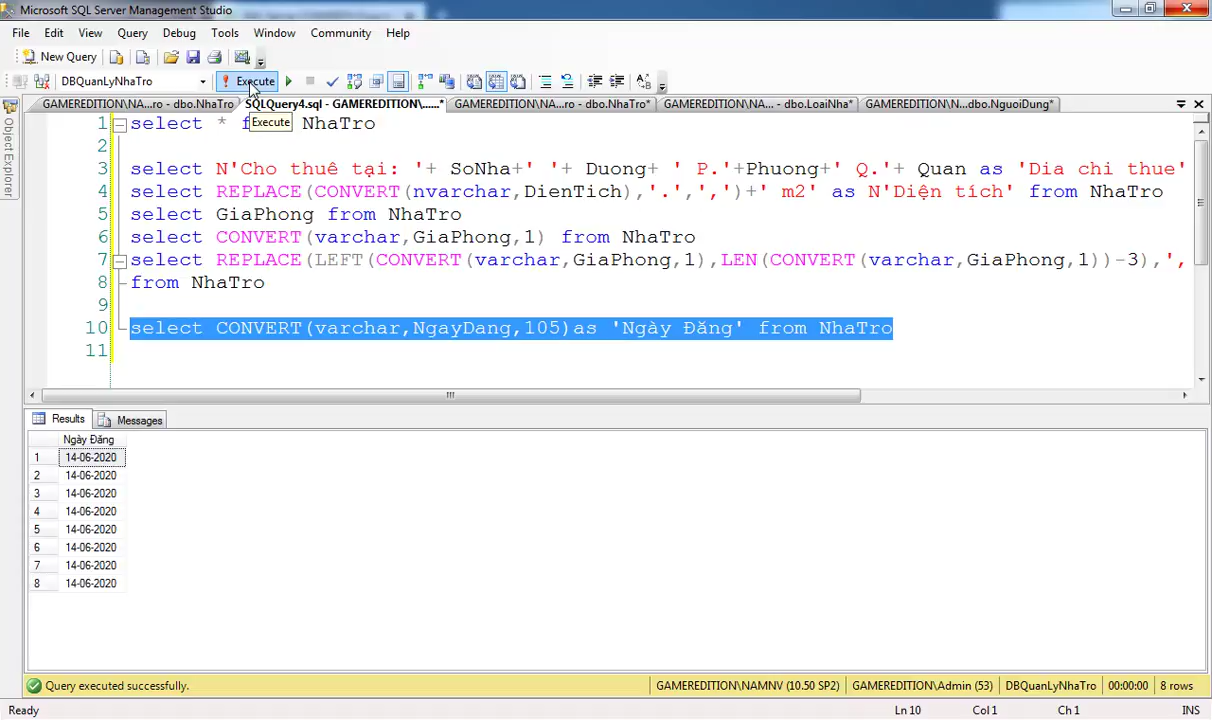 Microsoft SQL Server Management Studio
File Edit View Query Debug Tools Window Community Help
New Query
DBQuanLyNhaTro Execute
GAMEREDITION\NA...ro - dbo.NhaTro SQLQuery4.sql - GAMEREDITION\......* GAMEREDITION\NA...ro - dbo.NhaTro* GAMEREDITION\NA... - dbo.LoaiNha* GAMEREDITION\NA...dbo.NguoiDung*
Execute
Object Explorer
1 select * f NhaTro
2
3 select N'Cho thuê tại: '+ SoNha+' '+ Duong+ ' P.'+Phuong+' Q.'+ Quan as 'Dia chi thue'
4 select REPLACE(CONVERT(nvarchar,DienTich),'.',',')+' m2' as N'Diện tích' from NhaTro
5 select GiaPhong from NhaTro
6 select CONVERT(varchar,GiaPhong,1) from NhaTro
7 select REPLACE(LEFT(CONVERT(varchar,GiaPhong,1),LEN(CONVERT(varchar,GiaPhong,1))-3),',
8 from NhaTro
9
10 select CONVERT(varchar,NgayDang,105)as 'Ngày Đăng' from NhaTro
11
Results Messages
Ngày Đăng
1 14-06-2020
2 14-06-2020
3 14-06-2020
4 14-06-2020
5 14-06-2020
6 14-06-2020
7 14-06-2020
8 14-06-2020
Query executed successfully. GAMEREDITION\NAMNV (10.50 SP2) GAMEREDITION\Admin (53) DBQuanLyNhaTro 00:00:00 8 rows
Ready Ln 10 Col 1 Ch 1 INS